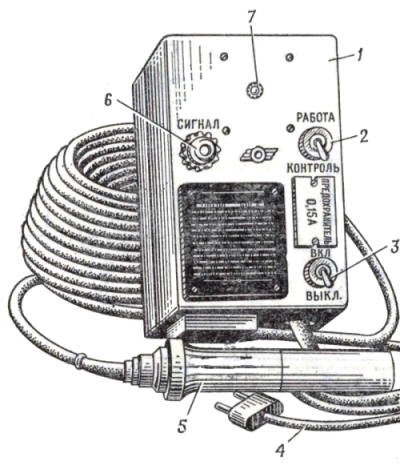 7
1
6
СИГНАЛ
РАБОТА
2
КОНТРОЛЬ
ПРЕДОХРАНИТЕЛЬ
0,15А
ВКЛ
3
ВЫКЛ.
5
4